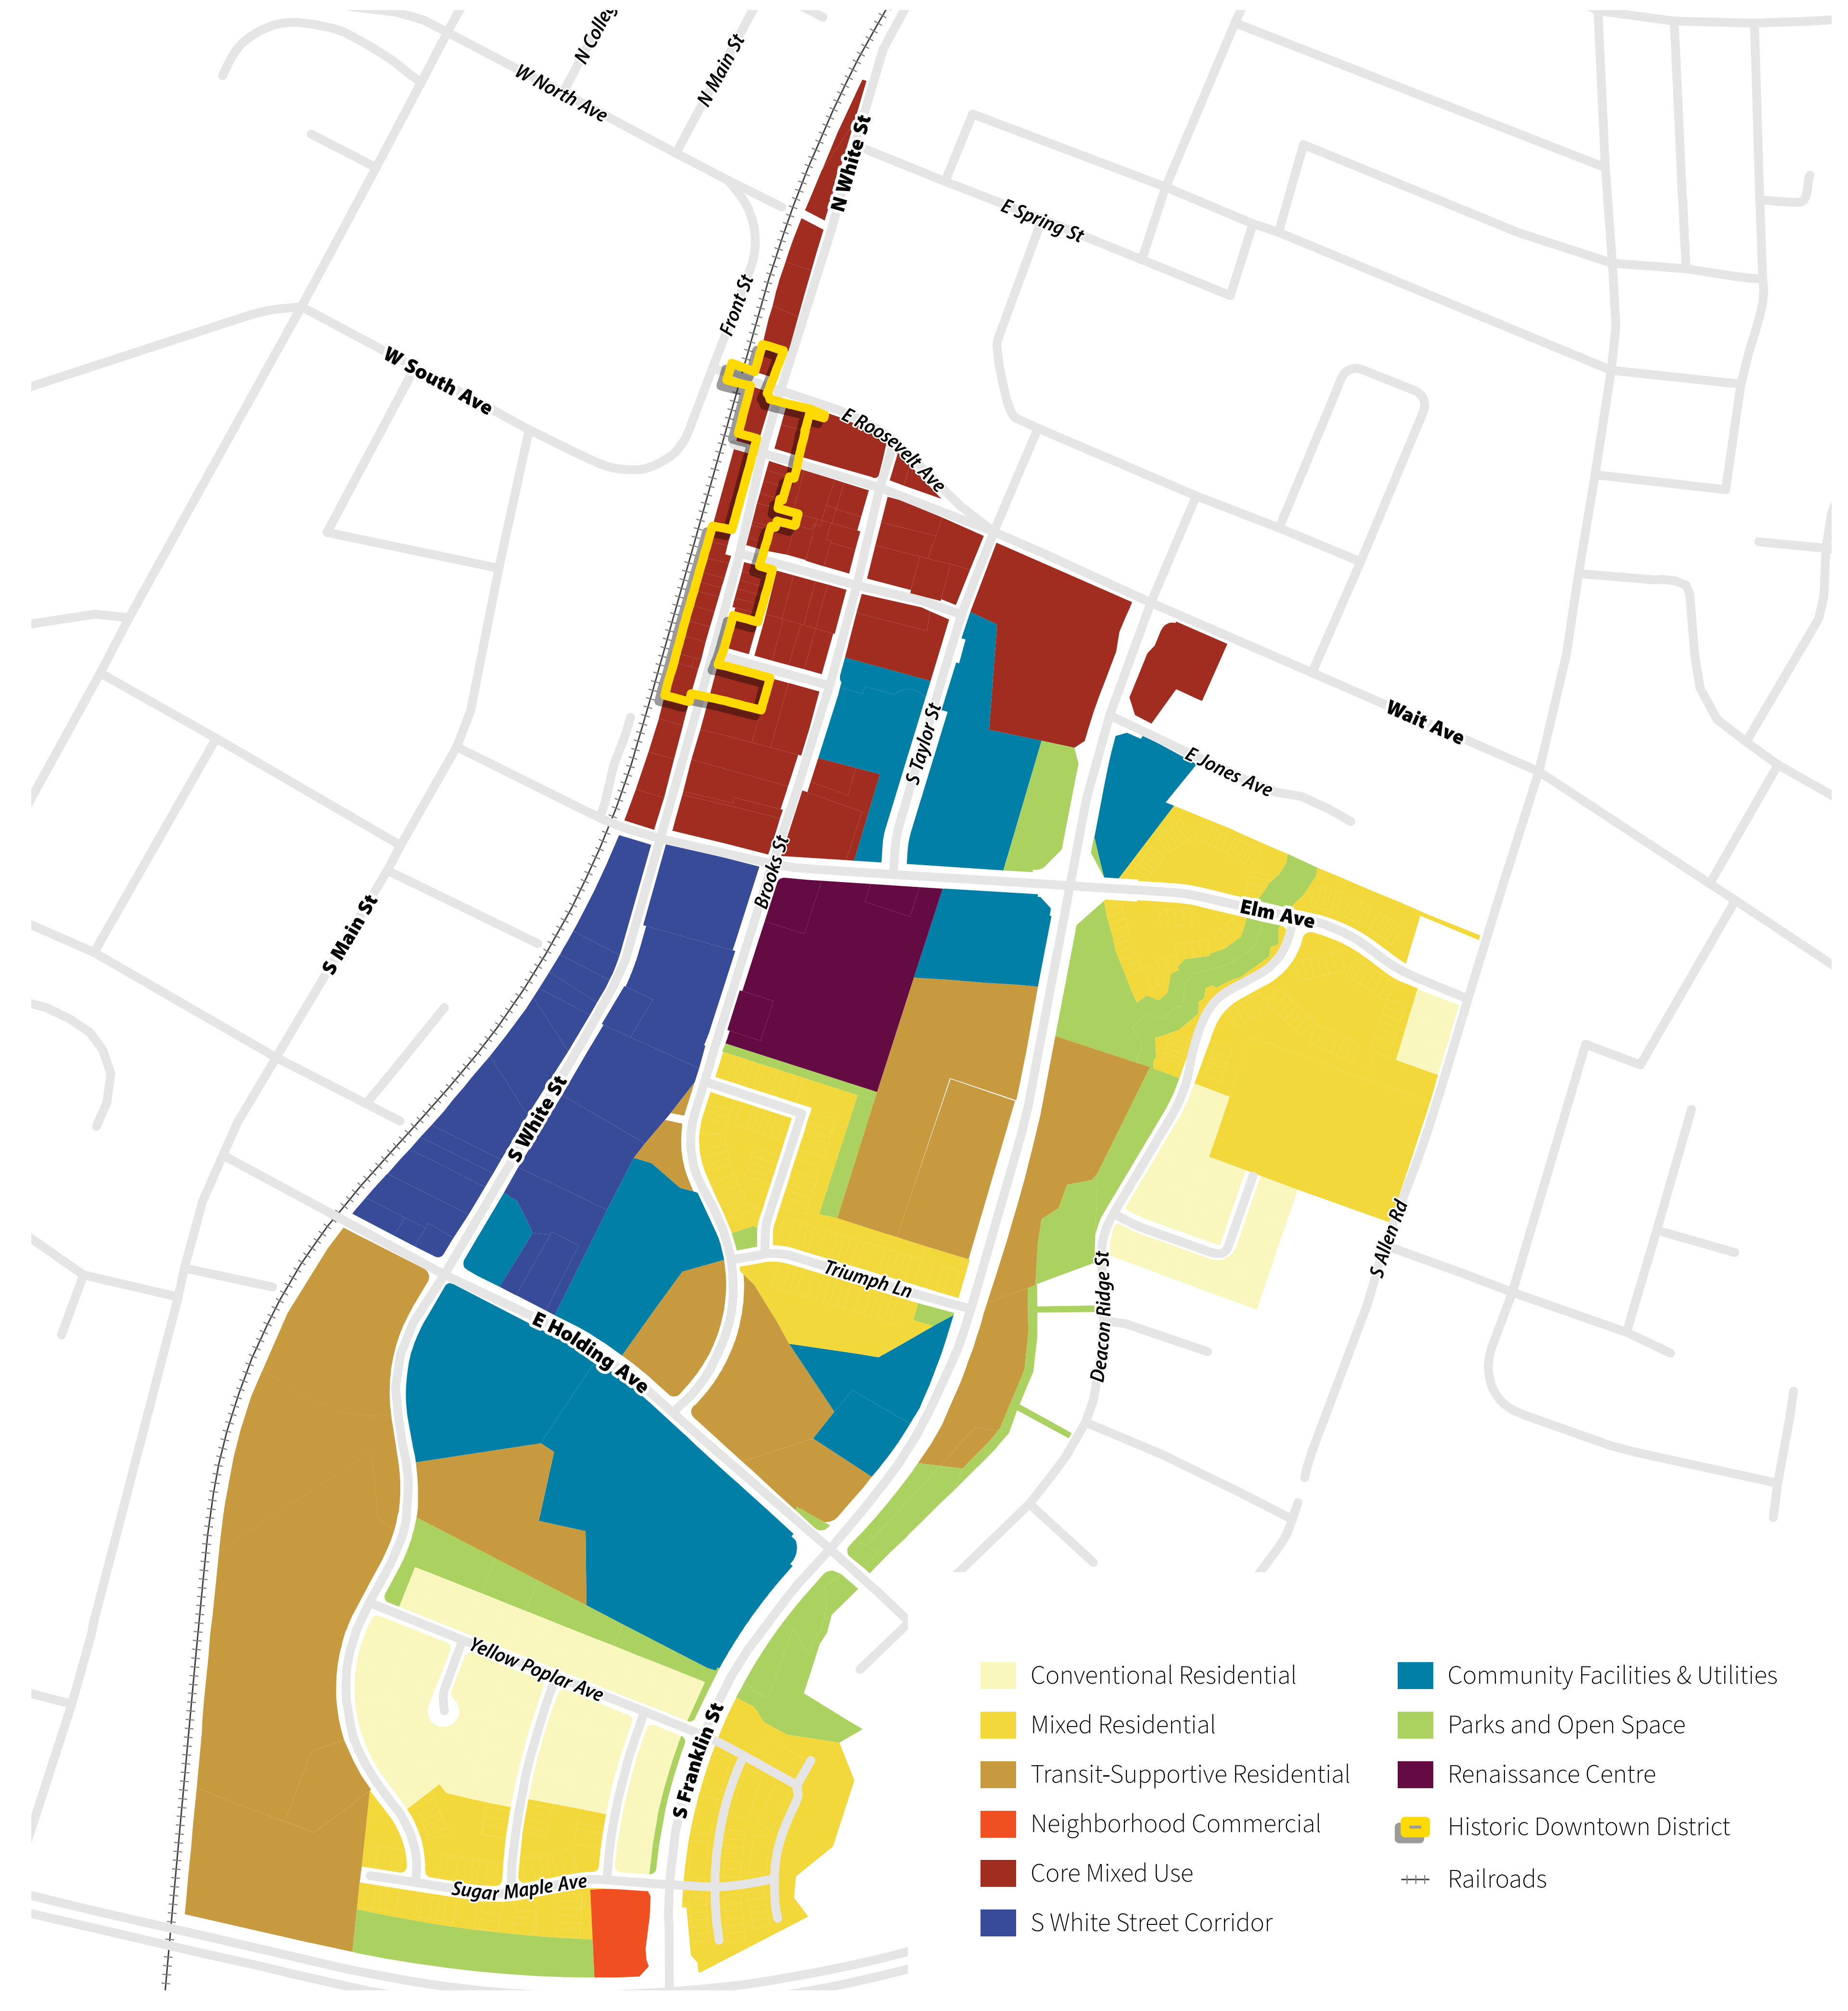 N Colleg
N Main St
W North Ave
N White St
E Spring St
Front St
W South Ave
E Roosevelt Ave
Wait Ave
S Taylor St
E Jones Ave
Brooks St
Elm Ave
S Main St
S White St
S Allen Rd
Triumph Ln
Deacon Ridge St
E Holding Ave
Yellow Poplar Ave
S Franklin St
Sugar Maple Ave
Conventional Residential
Mixed Residential
Transit-Supportive Residential
Neighborhood Commercial
Core Mixed Use
S White Street Corridor
Community Facilities & Utilities
Parks and Open Space
Renaissance Centre
Historic Downtown District
Railroads